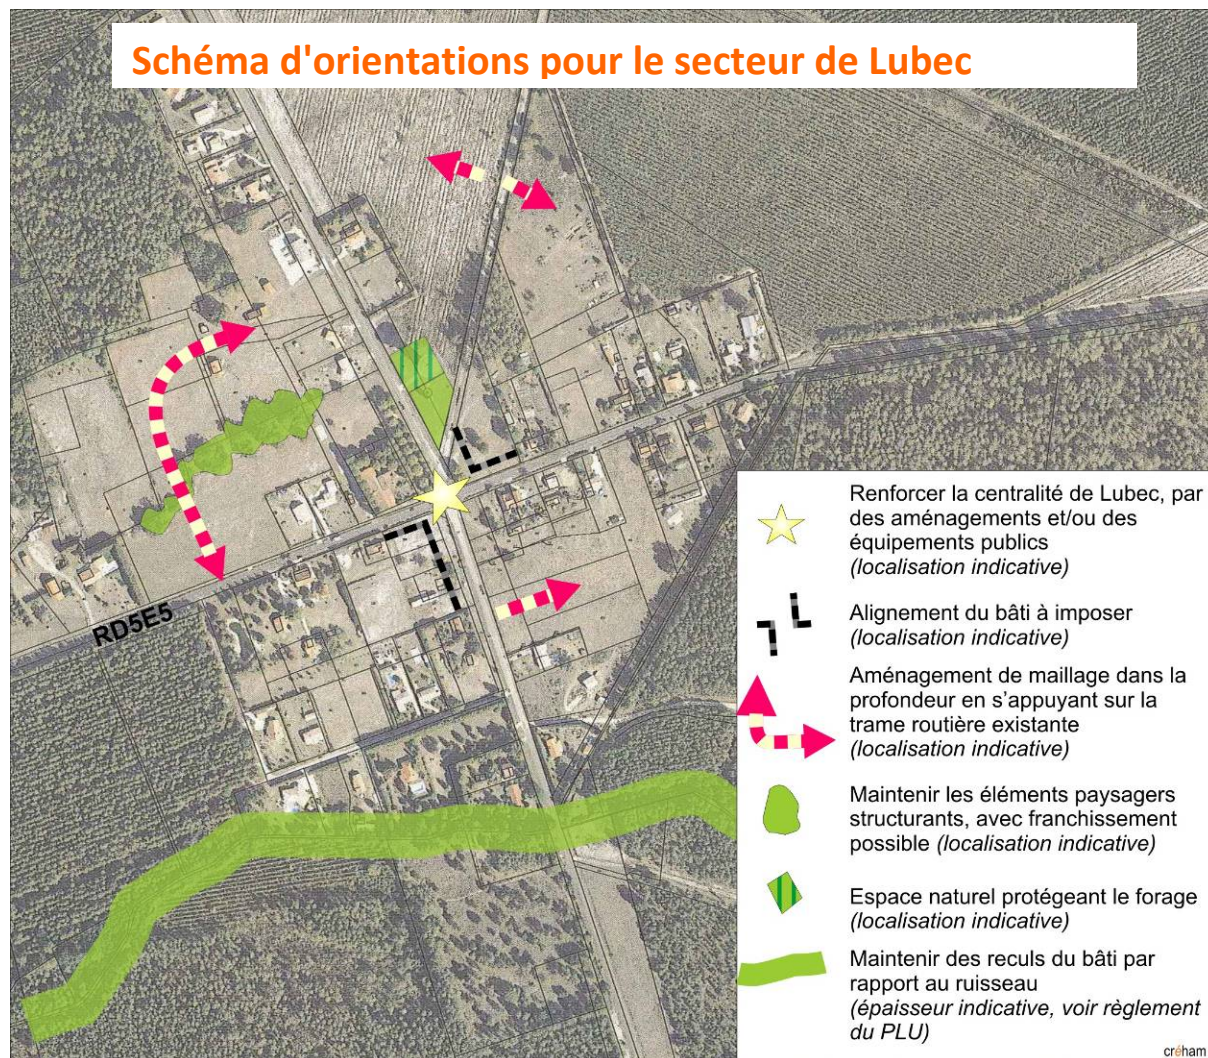 Schéma d'orientations pour le secteur de Lubec
RD5E5
Renforcer la centralité de Lubec, par
des aménagements et/ou des
équipements publics
(localisation indicative)
Alignement du bâti à imposer
(localisation indicative)
Aménagement de maillage dans la
profondeur en s’appuyant sur la
trame routière existante
(localisation indicative)
Maintenir les éléments paysagers
structurants, avec franchissement
possible (localisation indicative)
Espace naturel protégeant le forage
(localisation indicative)
Maintenir des reculs du bâti par
rapport au ruisseau
(épaisseur indicative, voir règlement
du PLU)
créham